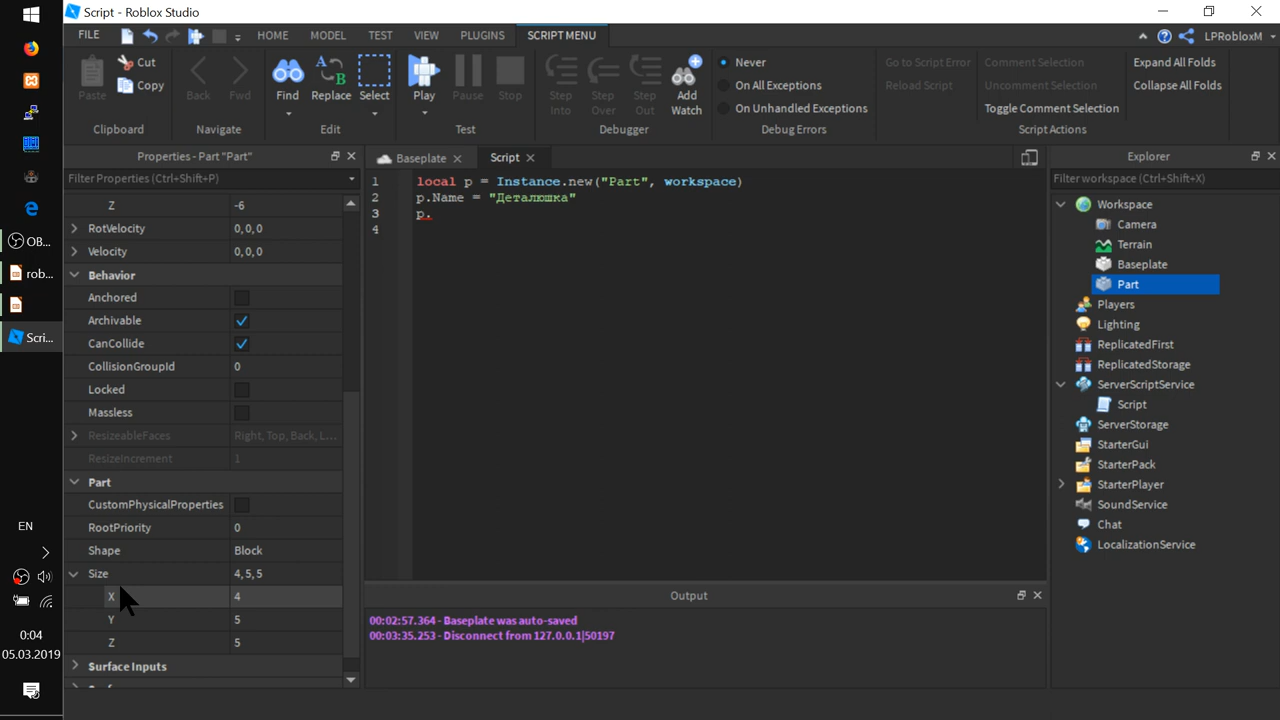 Script - Roblox Studio
FILE
HOME
MODEL
TEST
VIEW
PLUGINS
SCRIPT MENU
LPRobloxM
Paste
Cut
Copy
Clipboard
Back
Fwd
Navigate
Find
Replace
Select
Edit
Play
Pause
Stop
Test
Step Into
Step Over
Step Out
Add Watch
Debugger
Never
On All Exceptions
On Unhandled Exceptions
Debug Errors
Go to Script Error
Reload Script
Comment Selection
Uncomment Selection
Toggle Comment Selection
Expand All Folds
Collapse All Folds
Script Actions
Properties - Part "Part"
Filter Properties (Ctrl+Shift+P)
Z -6
RotVelocity 0, 0, 0
Velocity 0, 0, 0
Behavior
Anchored
Archivable
CanCollide
CollisionGroupId 0
Locked
Massless
ResizeableFaces Right, Top, Back, L...
ResizeIncrement 1
Part
CustomPhysicalProperties
RootPriority 0
Shape Block
Size 4, 5, 5
X 4
Y 5
Z 5
Surface Inputs
Baseplate
Script
1 local p = Instance.new("Part", workspace)
2 p.Name = "Деталюшка"
3 p.
4
Output
00:02:57.364 - Baseplate was auto-saved
00:03:35.253 - Disconnect from 127.0.0.1|50197
Explorer
Filter workspace (Ctrl+Shift+X)
Workspace
Camera
Terrain
Baseplate
Part
Players
Lighting
ReplicatedFirst
ReplicatedStorage
ServerScriptService
Script
ServerStorage
StarterGui
StarterPack
StarterPlayer
SoundService
Chat
LocalizationService
OB...
rob...
Scri...
EN
0:04
05.03.2019